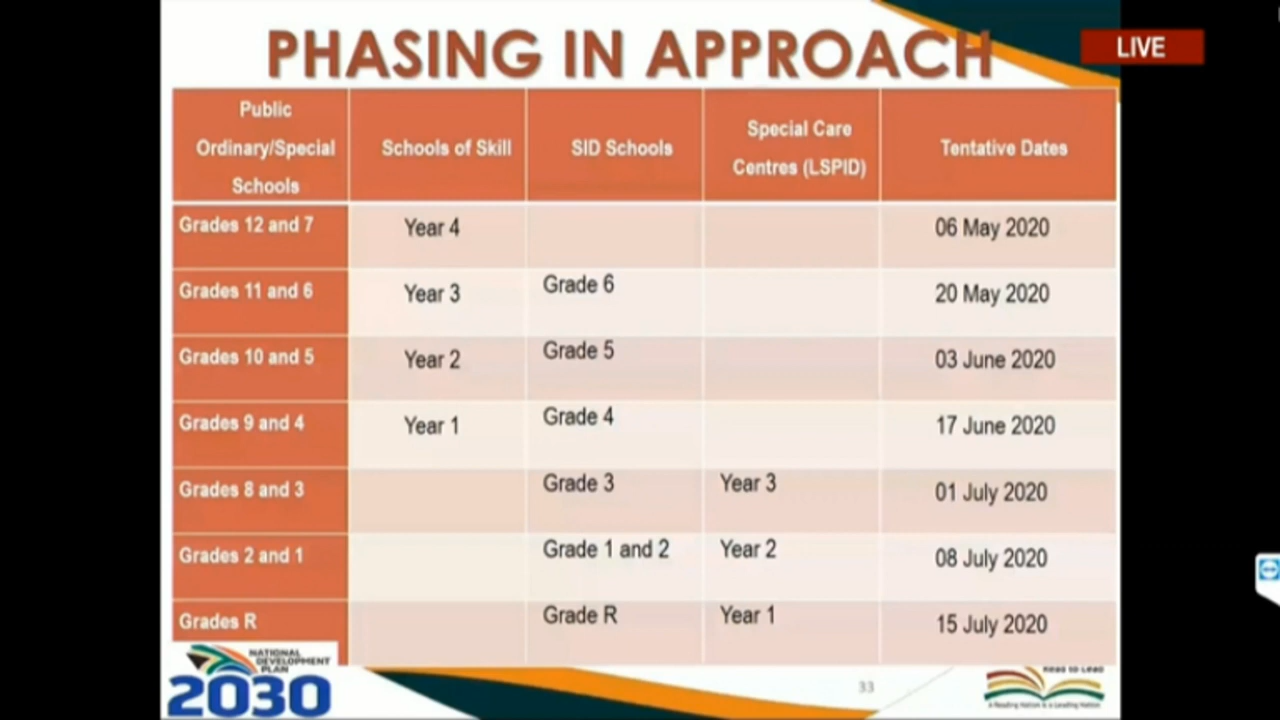 PHASING IN APPROACH
LIVE
Public
Ordinary/Special
Schools
Schools of Skill
SID Schools
Special Care
Centres (LSPID)
Tentative Dates
Grades 12 and 7
Year 4
06 May 2020
Grades 11 and 6
Year 3
Grade 6
20 May 2020
Grades 10 and 5
Year 2
Grade 5
03 June 2020
Grades 9 and 4
Year 1
Grade 4
17 June 2020
Grades 8 and 3
Grade 3
Year 3
01 July 2020
Grades 2 and 1
Grade 1 and 2
Year 2
08 July 2020
Grades R
Grade R
Year 1
15 July 2020
NATIONAL
DEVELOPMENT
PLAN
2030
33
Read to Lead
A Reading Nation is a Leading Nation